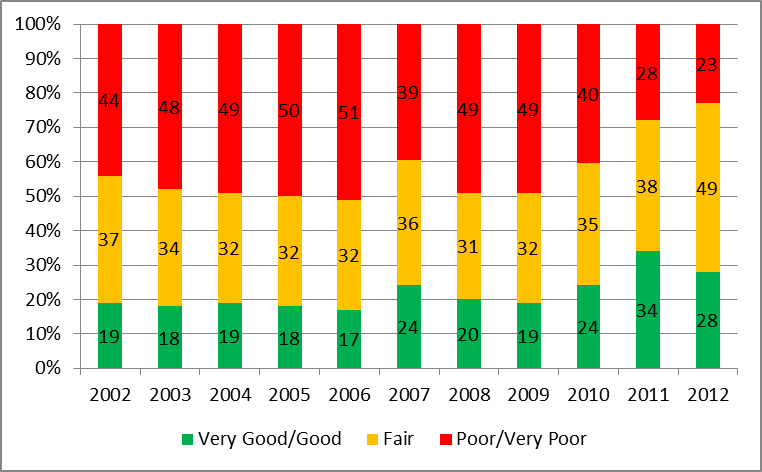 100%
90%
80%
70%
60%
50%
40%
30%
20%
10%
0%
44 48 49 50 51 39 49 49 40 28 23
37 34 32 32 32 36 31 32 35 38 49
19 18 19 18 17 24 20 19 24 34 28
2002 2003 2004 2005 2006 2007 2008 2009 2010 2011 2012
Very Good/Good Fair Poor/Very Poor